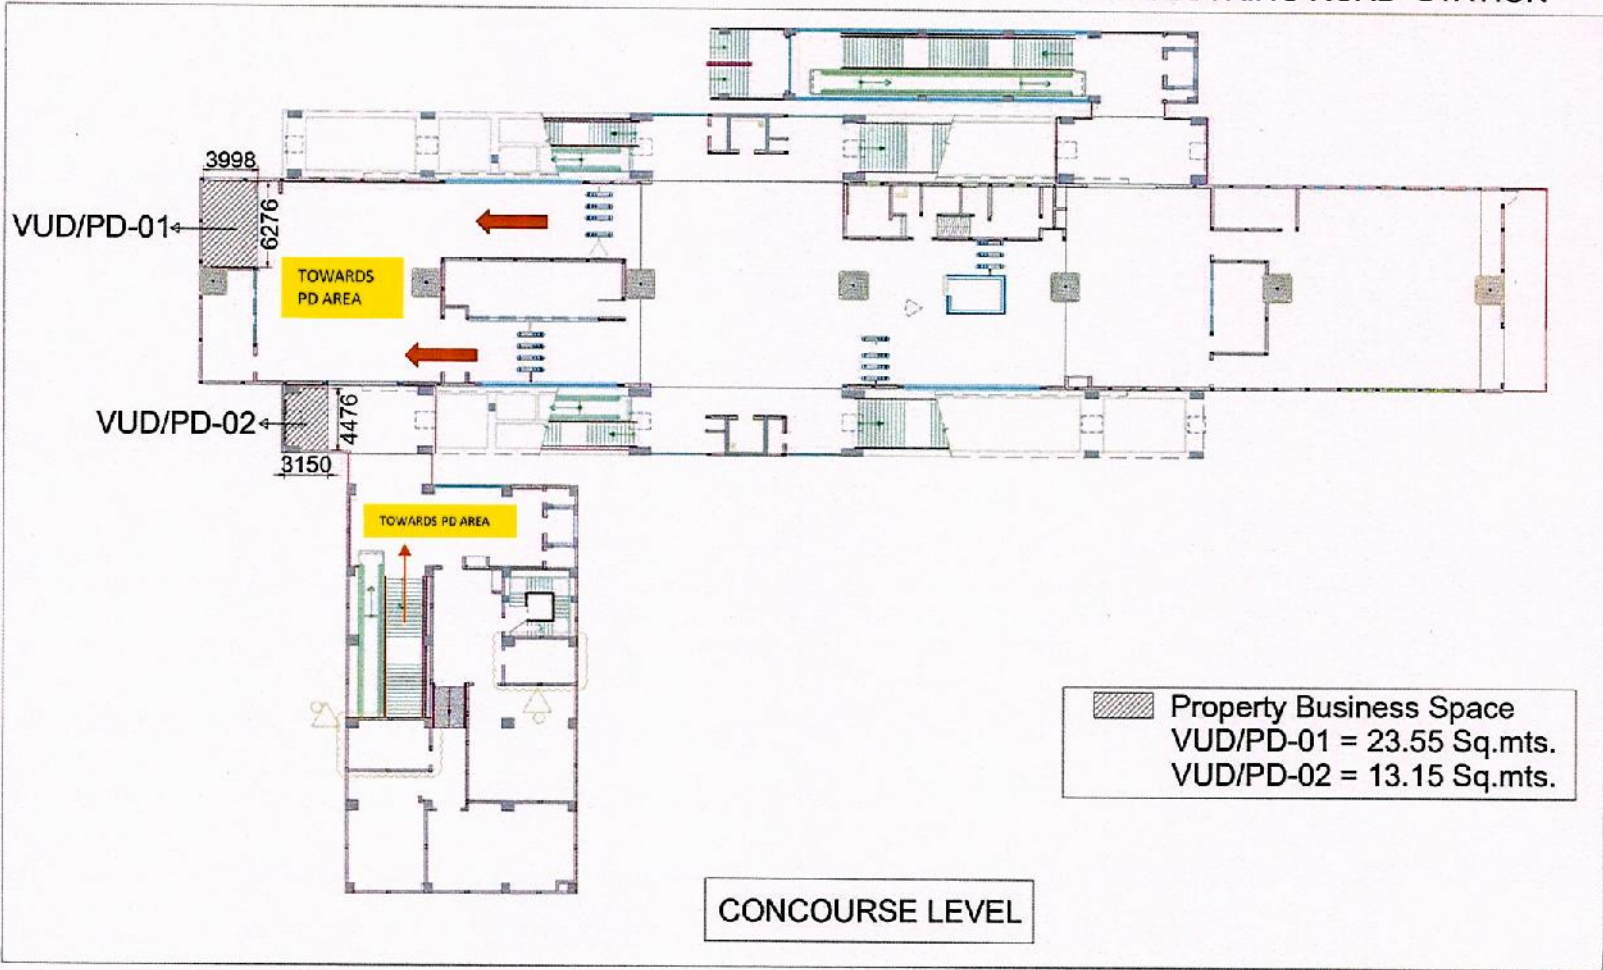 3998
VUD/PD-01
6276
TOWARDS
PD AREA
VUD/PD-02
4476
3150
TOWARDS PD AREA
Property Business Space
VUD/PD-01 = 23.55 Sq.mts.
VUD/PD-02 = 13.15 Sq.mts.
CONCOURSE LEVEL